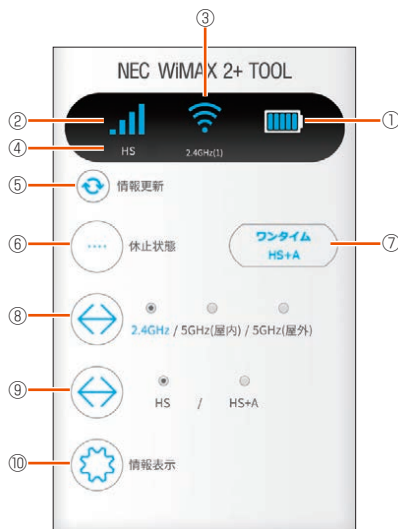 ③
NEC WiMAX 2+ TOOL
②
①
④
HS
2.4GHz(1)
⑤
情報更新
⑥
休止状態
ワンタイム
HS+A
⑦
⑧
2.4GHz / 5GHz(屋内) / 5GHz(屋外)
⑨
HS / HS+A
⑩
情報表示